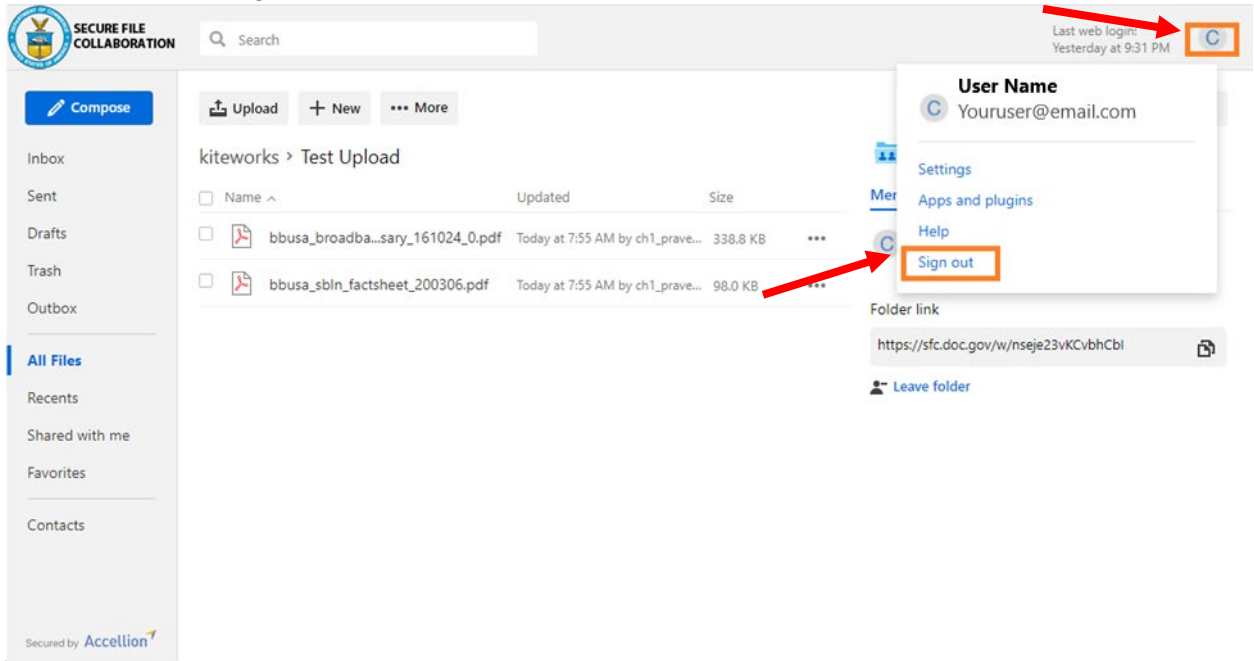 SECURE FILE
COLLABORATION
Search
Last web login:
Yesterday at 9:31 PM
C
User Name
C
Youruser@email.com
Settings
Apps and plugins
Help
Sign out
Compose
Inbox
Sent
Drafts
Trash
Outbox
All Files
Recents
Shared with me
Favorites
Contacts
Secured by Accellion
Upload
New
More
kiteworks > Test Upload
Name
Updated
Size
bbusa_broadba...sary_161024_0.pdf Today at 7:55 AM by ch1_prave... 338.8 KB
bbusa_sbln_factsheet_200306.pdf Today at 7:55 AM by ch1_prave... 98.0 KB
C
Folder link
https://sfc.doc.gov/w/nseje23vKCvbhCbI
Leave folder